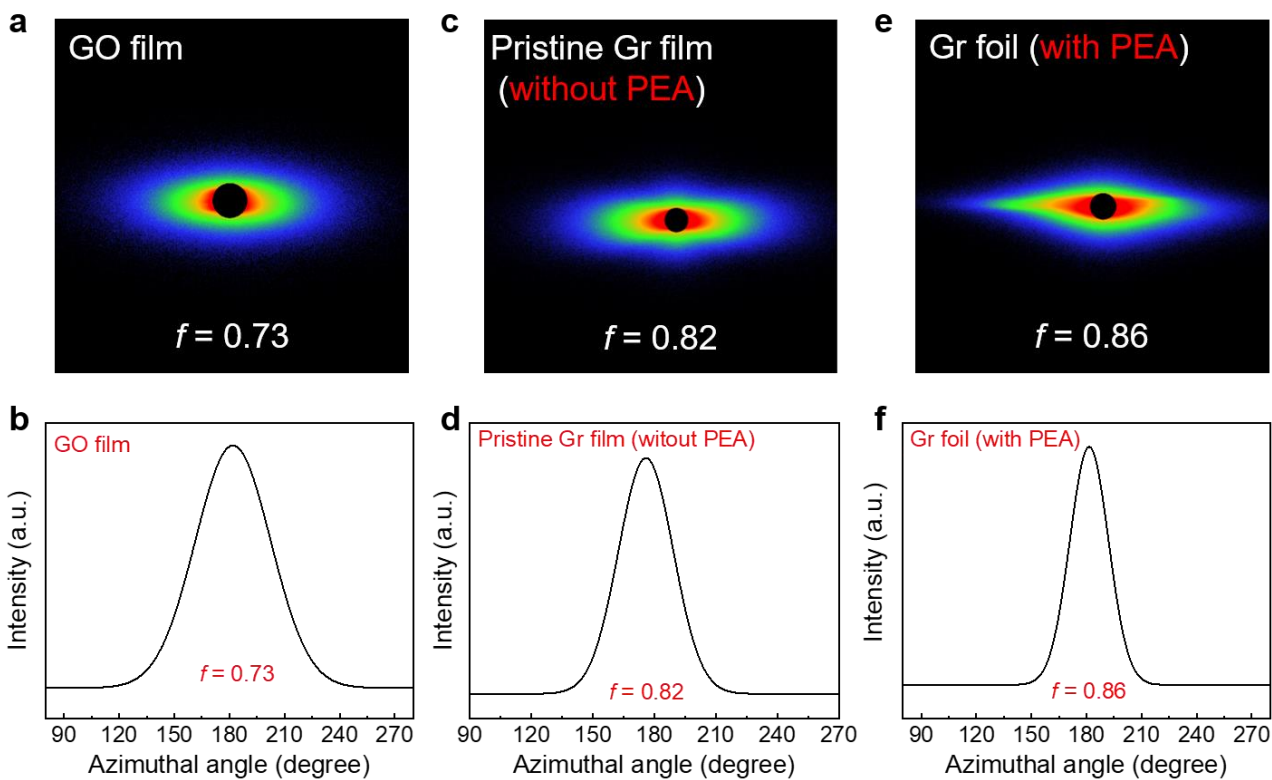 a
GO film
f = 0.73
c
Pristine Gr film
(without PEA)
f = 0.82
e
Gr foil (with PEA)
f = 0.86
b
GO film
f = 0.73
Intensity (a.u.)
90 120 150 180 210 240 270
Azimuthal angle (degree)
d
Pristine Gr film (witout PEA)
f = 0.82
Intensity (a.u.)
90 120 150 180 210 240 270
Azimuthal angle (degree)
f
Gr foil (with PEA)
f = 0.86
Intensity (a.u.)
90 120 150 180 210 240 270
Azimuthal angle (degree)